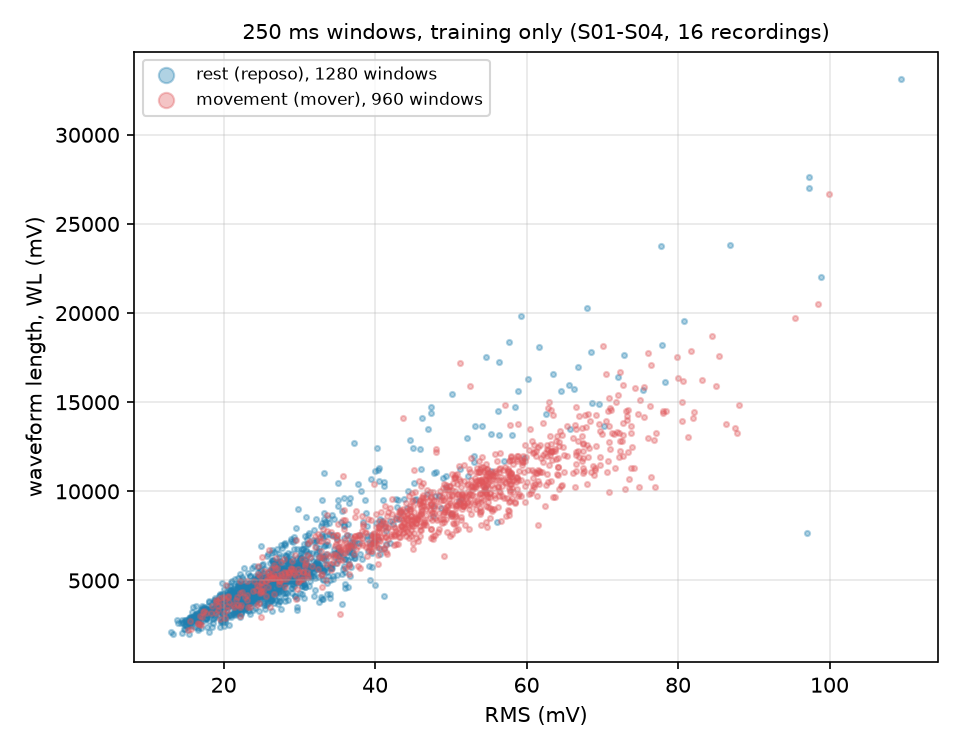 250 ms windows, training only (S01-S04, 16 recordings)
rest (reposo), 1280 windows
movement (mover), 960 windows
waveform length, WL (mV)
30000
25000
20000
15000
10000
5000
20 40 60 80 100
RMS (mV)